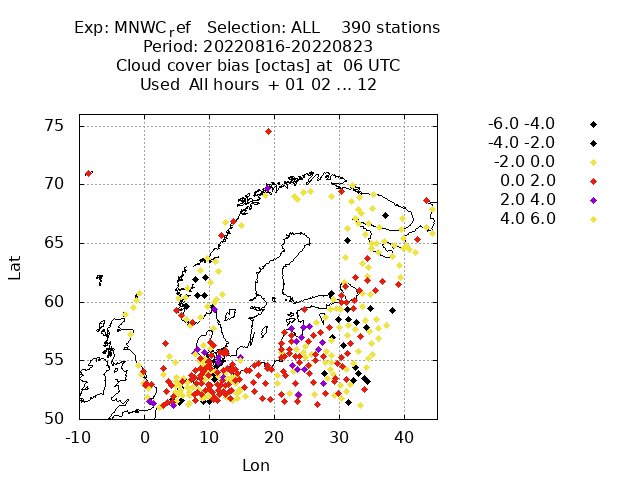 Exp: MNWCref Selection: ALL 390 stations
Period: 20220816-20220823
Cloud cover bias [octas] at 06 UTC
Used All hours + 01 02 ... 12
-6.0 -4.0
-4.0 -2.0
-2.0 0.0
0.0 2.0
2.0 4.0
4.0 6.0
75
70
65
60
55
50
Lat
-10 0 10 20 30 40
Lon